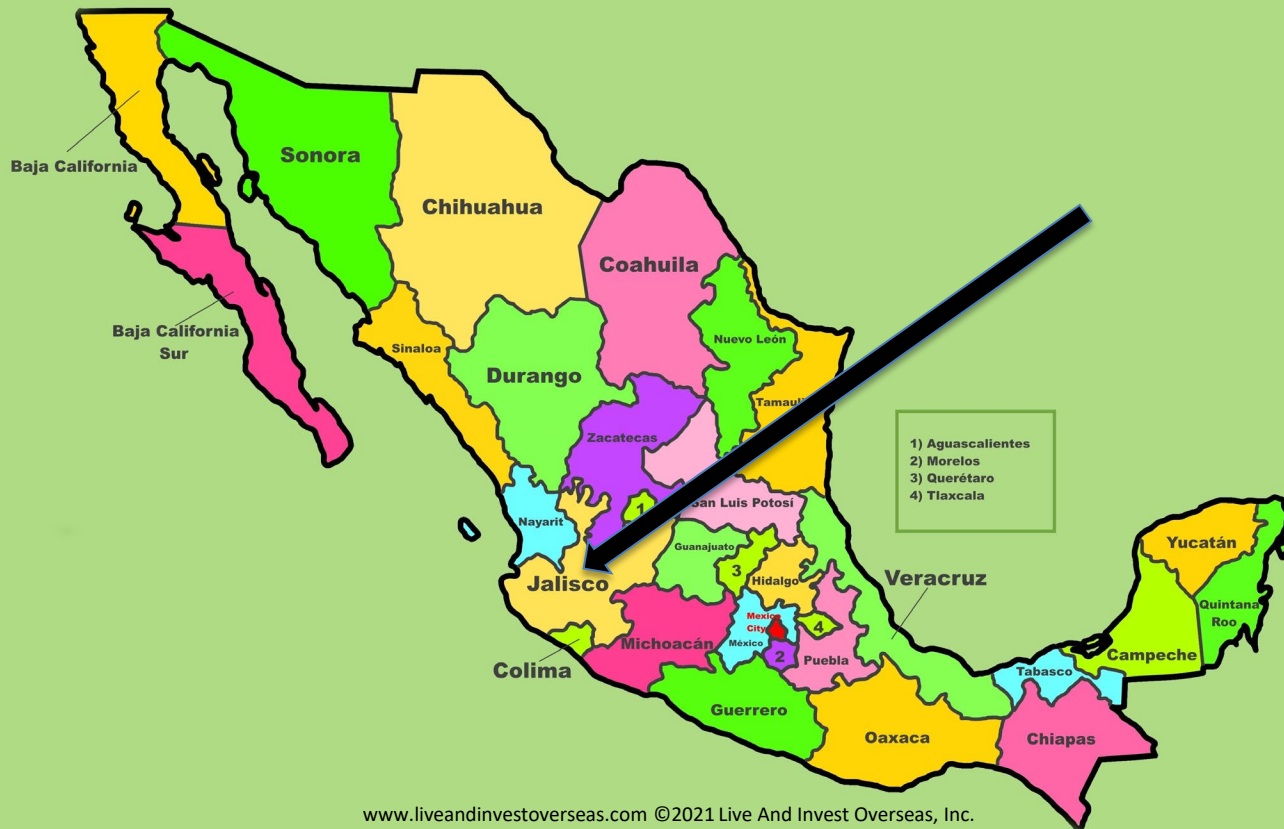 Baja California
Sonora
Chihuahua
Coahuila
Baja California
Sur
Sinaloa
Nuevo León
Durango
Tamauli
Zacatecas
1) Aguascalientes
2) Morelos
3) Querétaro
4) Tlaxcala
1
San Luis Potosí
Nayarit
Guanajuato
Yucatán
3
Hidalgo
Jalisco
Veracruz
Quintana
Roo
Mexico
City
4
Michoacán
México
Campeche
2
Puebla
Colima
Tabasco
Guerrero
Oaxaca
Chiapas
www.liveandinvestoverseas.com ©2021 Live And Invest Overseas, Inc.